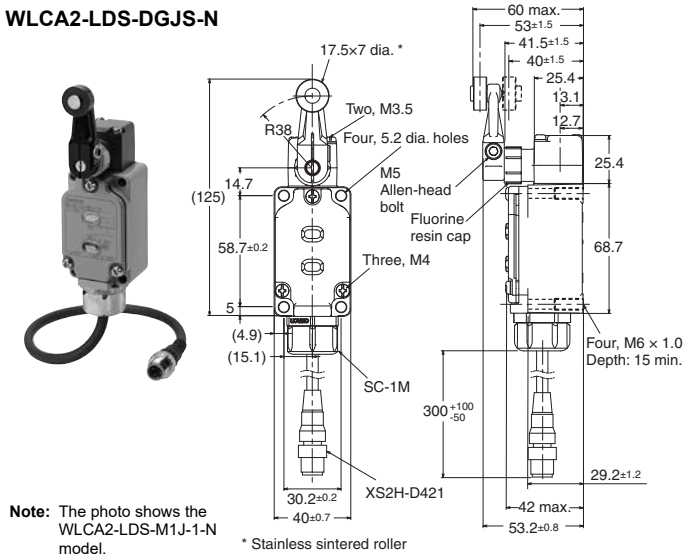 WLCA2-LDS-DGJS-N
60 max.
53±1.5
41.5±1.5
40±1.5
25.4
13.1
12.7
17.5×7 dia. *
Two, M3.5
R38
Four, 5.2 dia. holes
M5
Allen-head
bolt
Fluorine
resin cap
25.4
14.7
(125)
58.7±0.2
68.7
Three, M4
5
(4.9)
(15.1)
Four, M6 × 1.0
Depth: 15 min.
SC-1M
300 +100
-50
29.2±1.2
XS2H-D421
30.2±0.2
40±0.7
42 max.
53.2±0.8
Note: The photo shows the
WLCA2-LDS-M1J-1-N
model.
* Stainless sintered roller